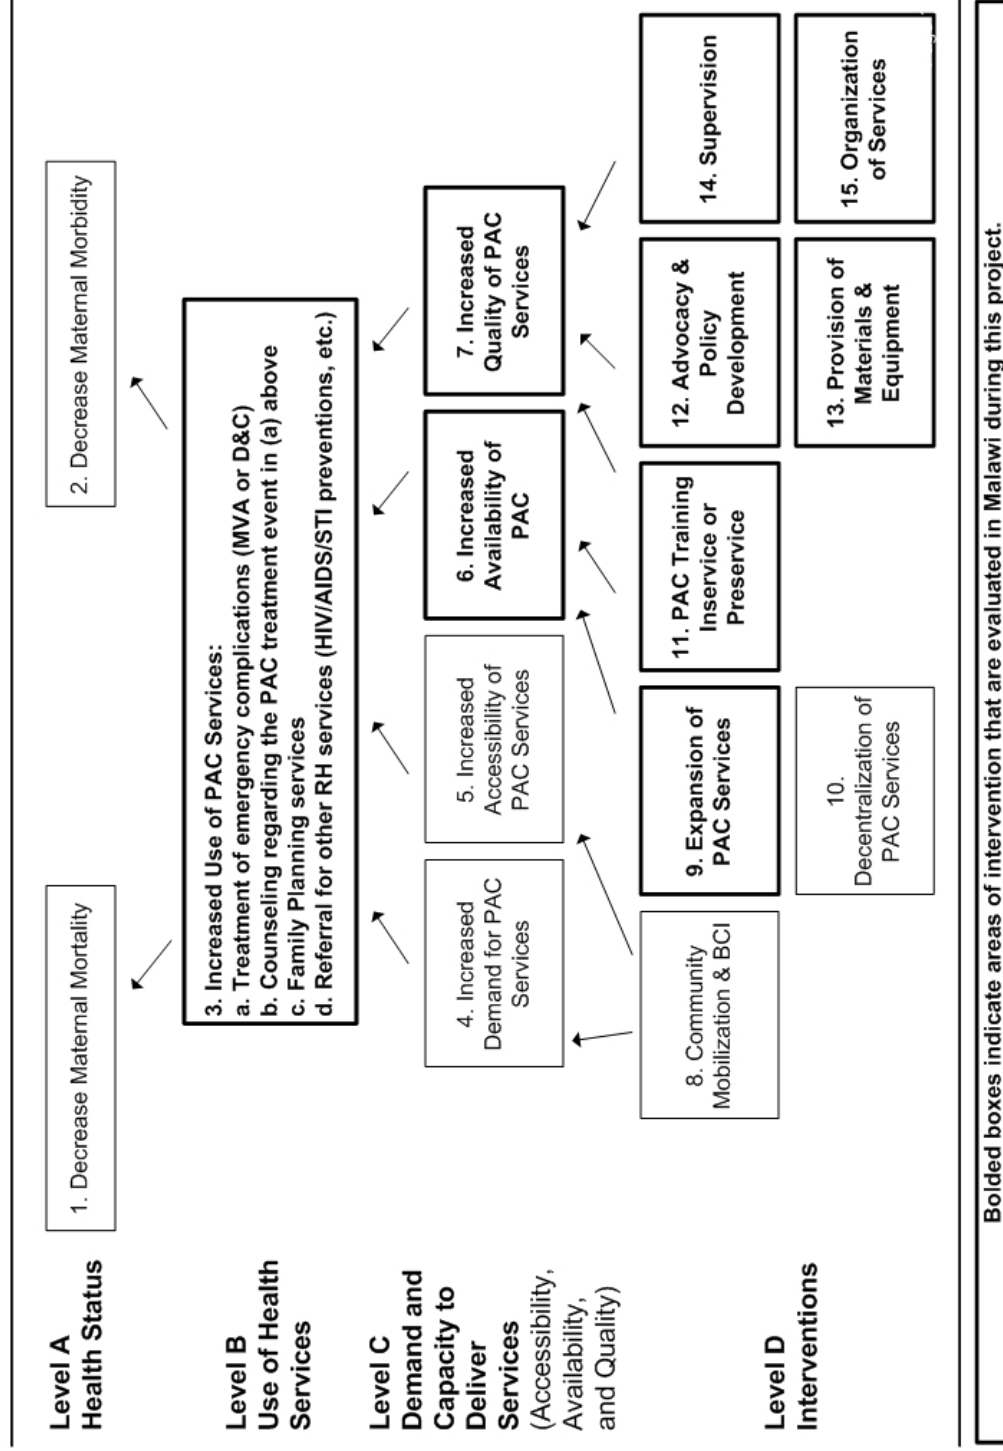 Level A
Health Status
1. Decrease Maternal Mortality
2. Decrease Maternal Morbidity
Level B
Use of Health
Services
3. Increased Use of PAC Services:
a. Treatment of emergency complications (MVA or D&C)
b. Counseling regarding the PAC treatment event in (a) above
c. Family Planning services
d. Referral for other RH services (HIV/AIDS/STI preventions, etc.)
Level C
Demand and
Capacity to
Deliver
Services
(Accessibility,
Availability,
and Quality)
4. Increased
Demand for PAC
Services
5. Increased
Accessibility of
PAC Services
6. Increased
Availability of
PAC
7. Increased
Quality of PAC
Services
Level D
Interventions
8. Community
Mobilization & BCI
9. Expansion of
PAC Services
10.
Decentralization of
PAC Services
11. PAC Training
Inservice or
Preservice
12. Advocacy &
Policy
Development
13. Provision of
Materials &
Equipment
14. Supervision
15. Organization
of Services
Bolded boxes indicate areas of intervention that are evaluated in Malawi during this project.